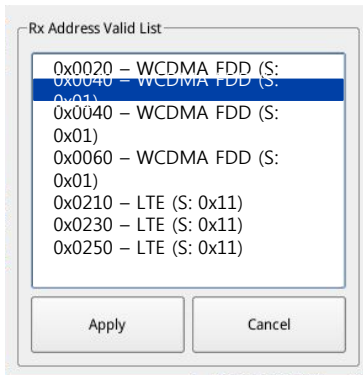 Rx Address Valid List
0x0020 – WCDMA FDD (S:
0x0040 – WCDMA FDD (S:
0x01)
0x0040 – WCDMA FDD (S:
0x01)
0x0060 – WCDMA FDD (S:
0x01)
0x0210 – LTE (S: 0x11)
0x0230 – LTE (S: 0x11)
0x0250 – LTE (S: 0x11)
Apply
Cancel